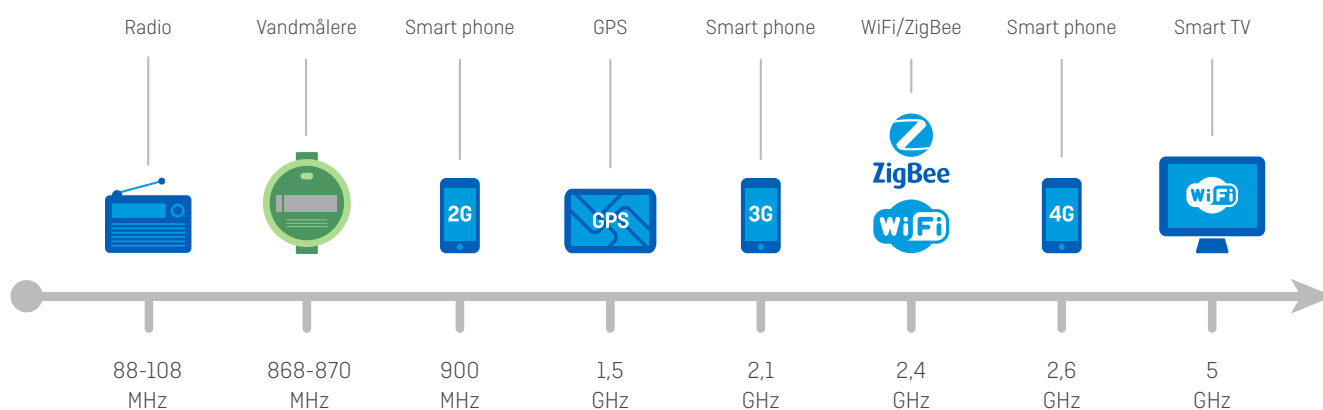 Radio
Vandmålere
Smart phone
GPS
Smart phone
WiFi/ZigBee
Smart phone
Smart TV
2G
GPS
3G
Z
ZigBee
WiFi
4G
WiFi
88-108
MHz
868-870
MHz
900
MHz
1,5
GHz
2,1
GHz
2,4
GHz
2,6
GHz
5
GHz